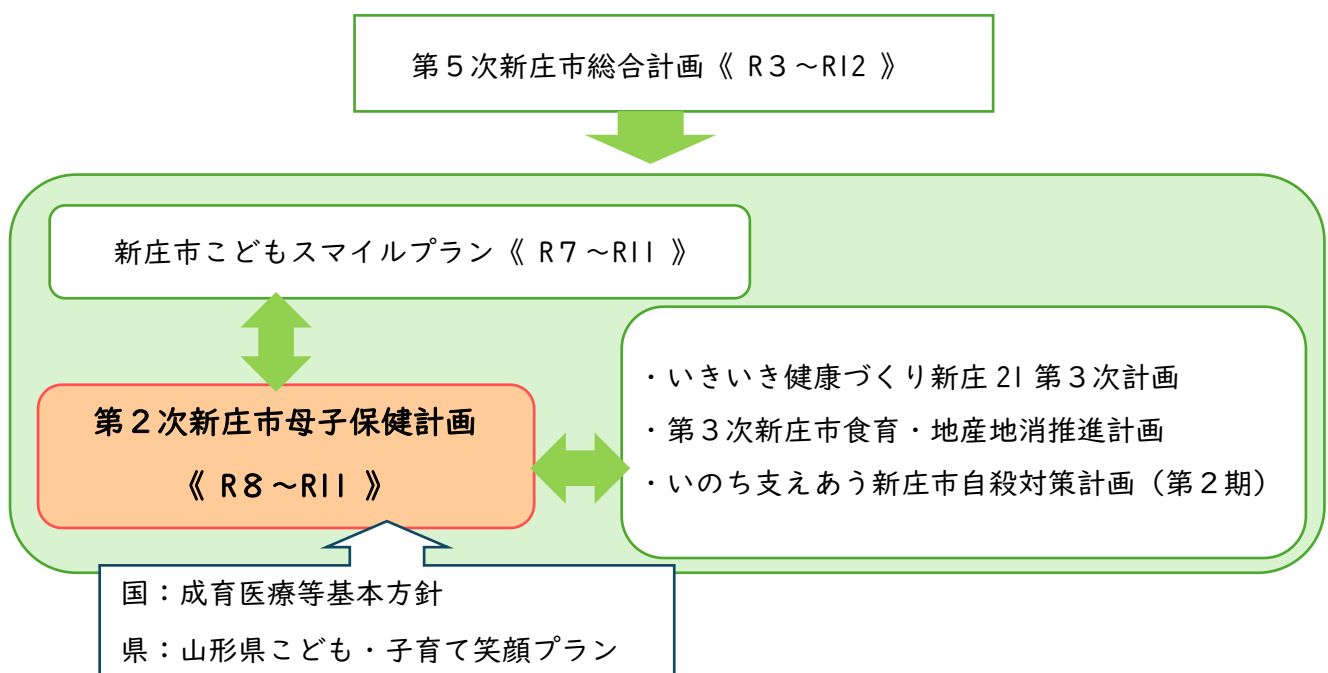 第５次新庄市総合計画《 R３～R12 》
新庄市こどもスマイルプラン《 R７～R11 》
第２次新庄市母子保健計画
《 R８～R11 》
・いきいき健康づくり新庄 21 第３次計画
・第３次新庄市食育・地産地消推進計画
・いのち支えあう新庄市自殺対策計画（第２期）
国：成育医療等基本方針
県：山形県こども・子育て笑顔プラン